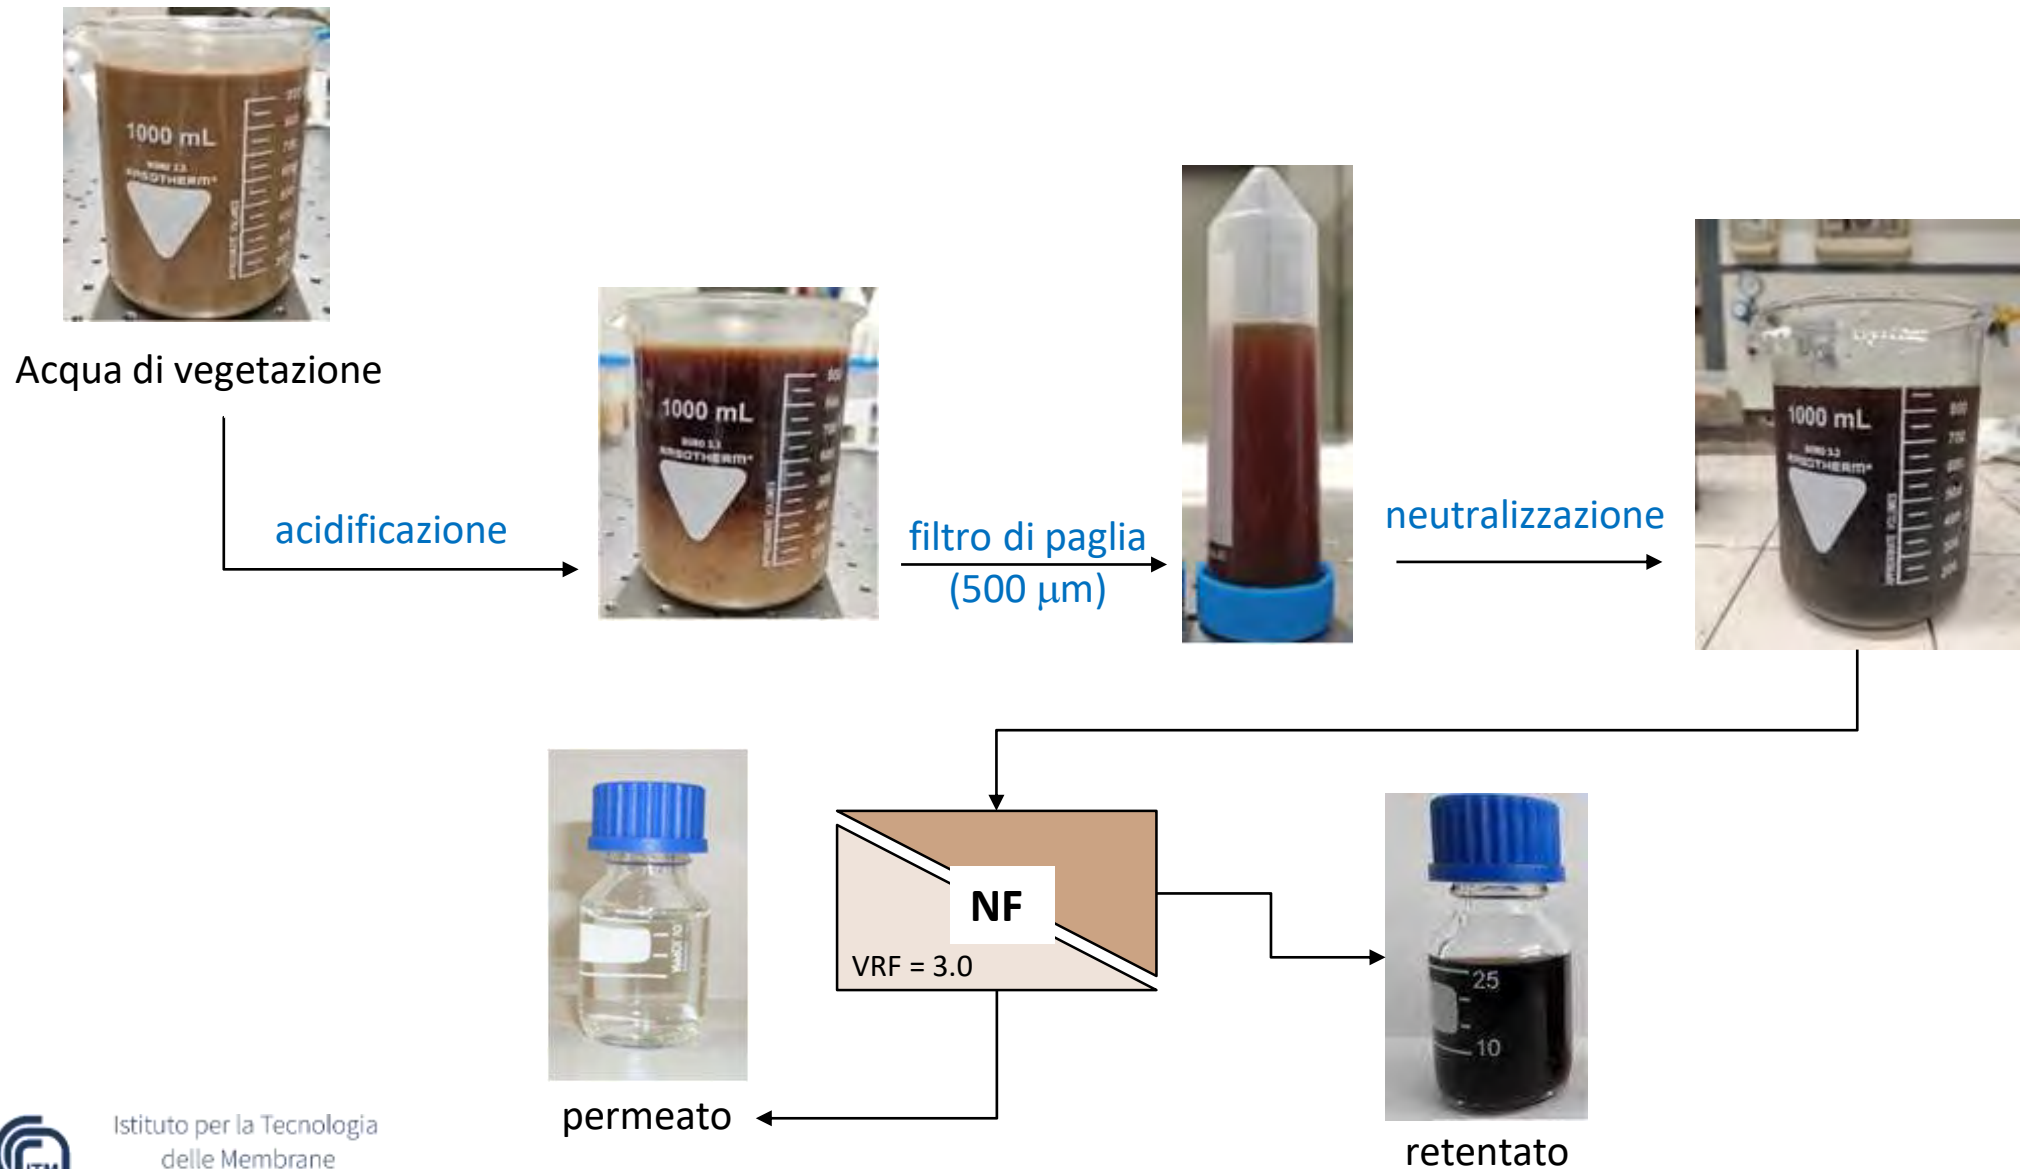 1000 mL
Acqua di vegetazione
acidificazione
1000 mL
filtro di paglia
(500 μm)
neutralizzazione
1000 mL
NF
VRF = 3.0
permeato
25
10
retentato
Istituto per la Tecnologia
delle Membrane
ITM